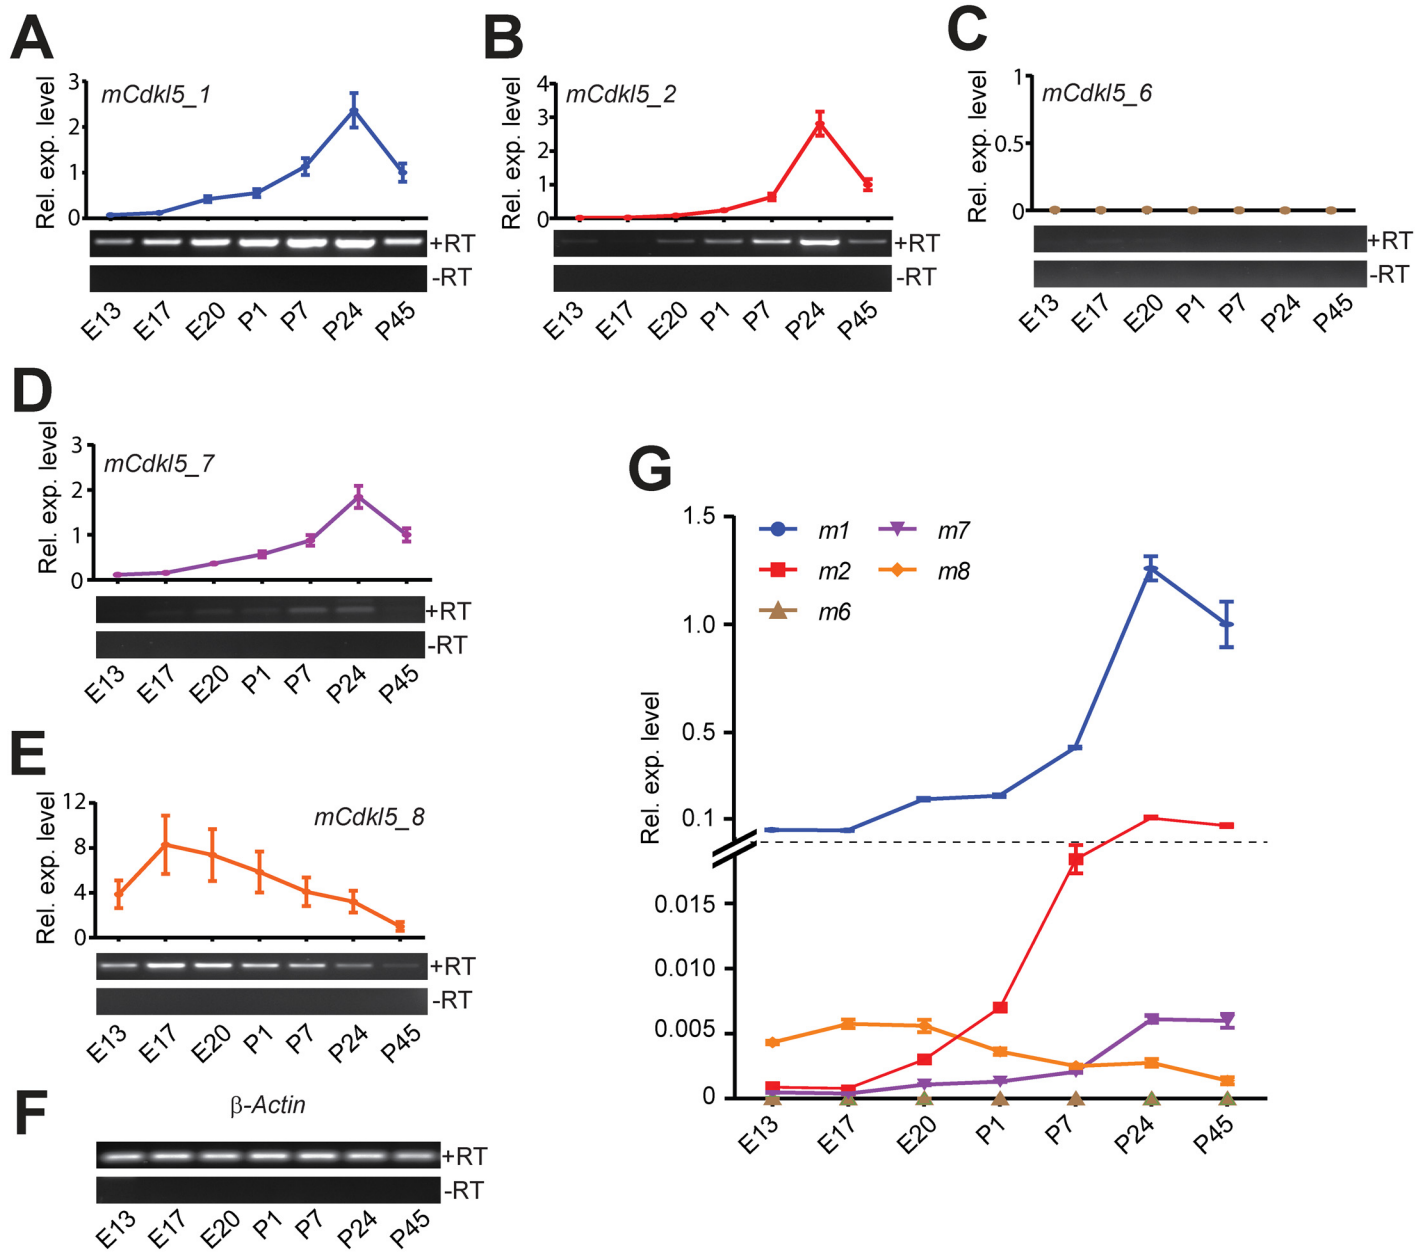 A
mCdkl5_1
Rel. exp. level
3
2
1
0
+RT
-RT
E13 E17 E20 P1 P7 P24 P45
B
mCdkl5_2
Rel. exp. level
4
3
2
1
0
+RT
-RT
E13 E17 E20 P1 P7 P24 P45
C
mCdkl5_6
Rel. exp. level
1
0.5
0
+RT
-RT
E13 E17 E20 P1 P7 P24 P45
D
mCdkl5_7
Rel. exp. level
3
2
1
0
+RT
-RT
E13 E17 E20 P1 P7 P24 P45
E
mCdkl5_8
Rel. exp. level
12
8
4
0
+RT
-RT
E13 E17 E20 P1 P7 P24 P45
F
β-Actin
+RT
-RT
E13 E17 E20 P1 P7 P24 P45
G
m1 m7
m2 m8
m6
Rel. exp. level
1.5
1.0
0.5
0.1
0.015
0.010
0.005
0
E13 E17 E20 P1 P7 P24 P45